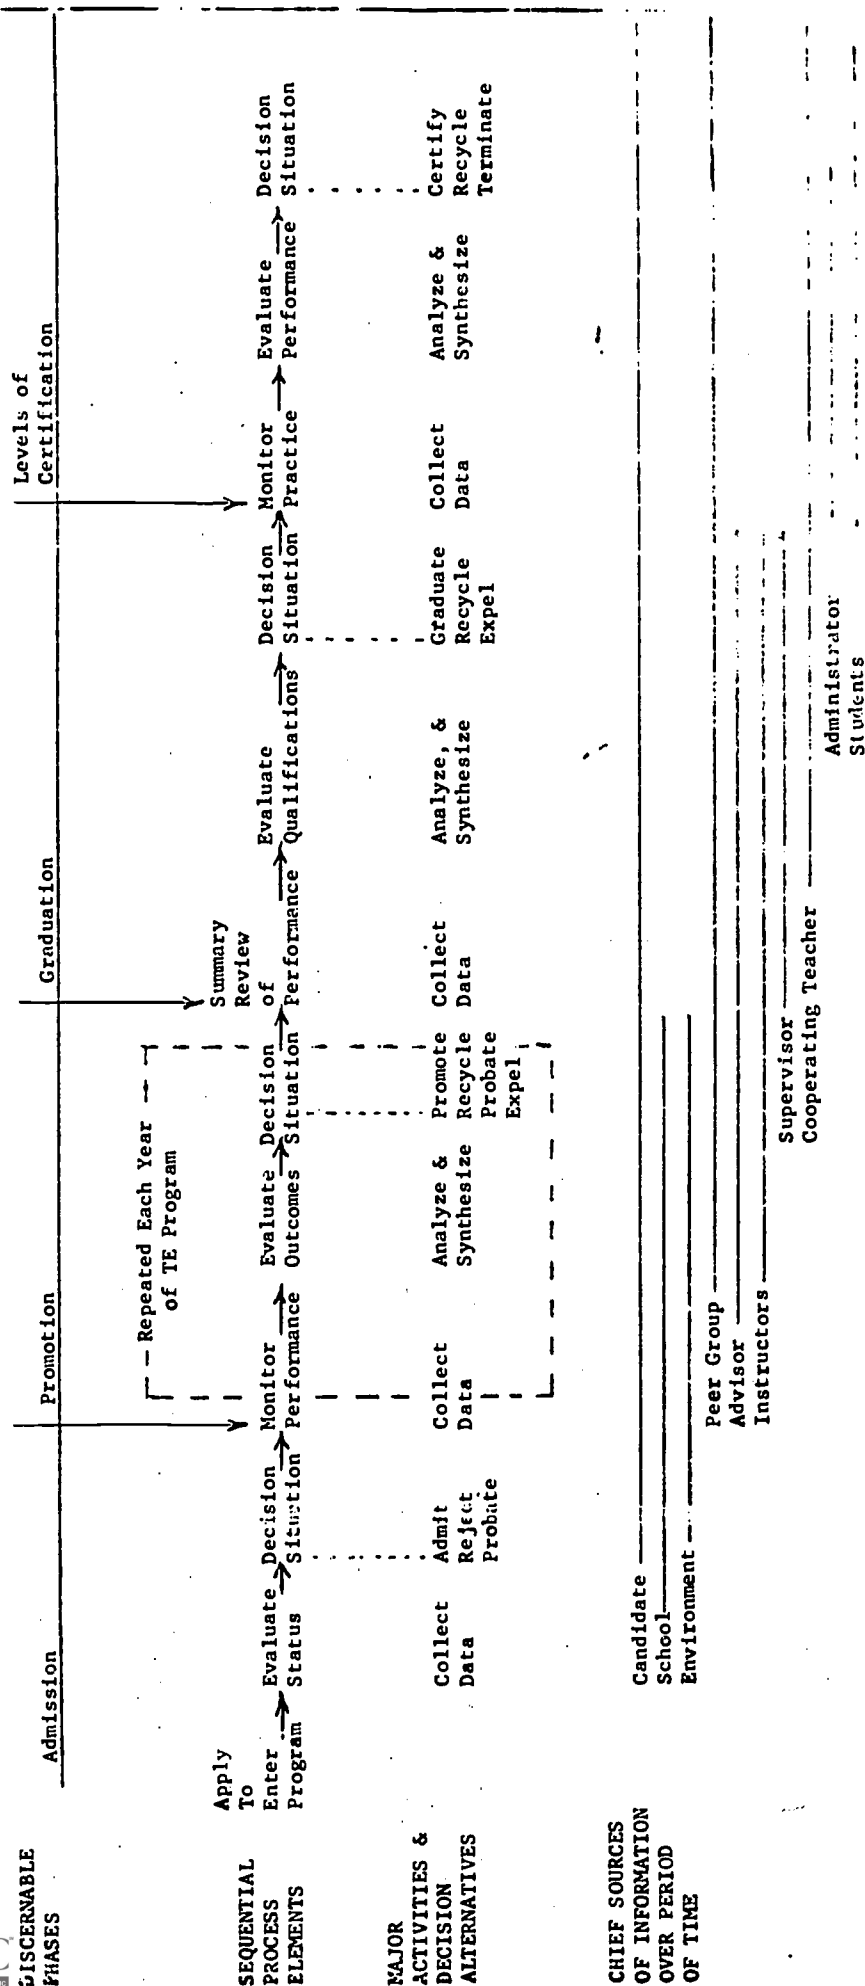 DISCERNABLE
PHASES
Admission
Promotion
Graduation
Levels of
Certification
SEQUENTIAL
PROCESS
ELEMENTS
Apply
To
Enter
Program
Evaluate
Status
Decision
Situation
— Repeated Each Year —
of TE Program
Monitor
Performance
Evaluate
Outcomes
Decision
Situation
Summary
Review
of
Performance
Evaluate
Qualifications
Decision
Situation
Monitor
Practice
Evaluate
Performance
Decision
Situation
MAJOR
ACTIVITIES &
DECISION
ALTERNATIVES
Collect
Data
Admit
Reject
Probate
Collect
Data
Analyze &
Synthesize
Promote
Recycle
Probate
Expel
Collect
Data
Analyze, &
Synthesize
Graduate
Recycle
Expel
Collect
Data
Analyze &
Synthesize
Certify
Recycle
Terminate
CHIEF SOURCES
OF INFORMATION
OVER PERIOD
OF TIME
Candidate
School
Environment
Peer Group
Advisor
Instructors
Supervisor
Cooperating Teacher
Administrator
Students